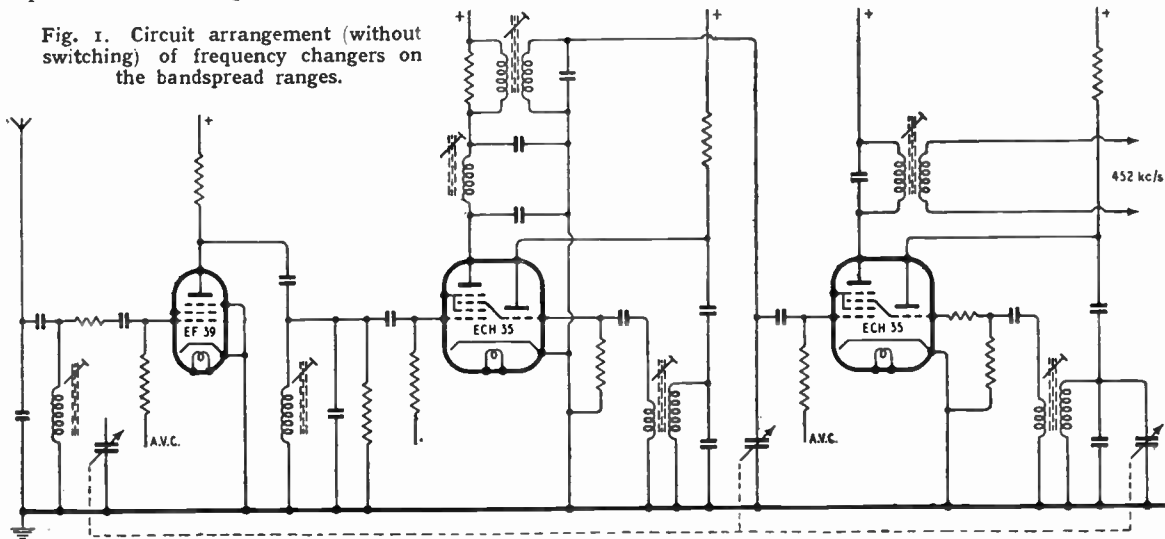 Fig. 1. Circuit arrangement (without
switching) of frequency changers on
the bandspread ranges.
+
+
+
+
+
452 kc/s
EF 39
ECH 35
ECH 35
A.V.C.
A.V.C.